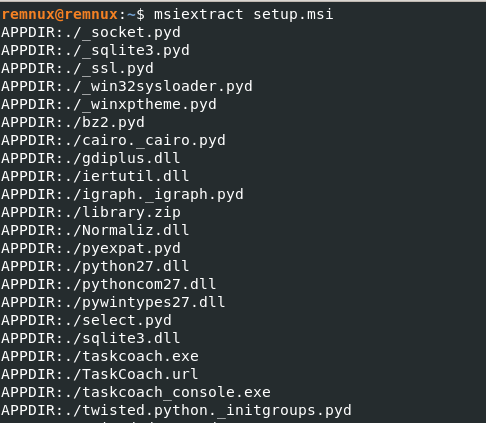 remnux@remnux:~$ msiextract setup.msi
APPDIR:./_socket.pyd
APPDIR:./_sqlite3.pyd
APPDIR:./_ssl.pyd
APPDIR:./_win32sysloader.pyd
APPDIR:./_winxptheme.pyd
APPDIR:./bz2.pyd
APPDIR:./cairo._cairo.pyd
APPDIR:./gdiplus.dll
APPDIR:./iertutil.dll
APPDIR:./igraph._igraph.pyd
APPDIR:./library.zip
APPDIR:./Normaliz.dll
APPDIR:./pyexpat.pyd
APPDIR:./python27.dll
APPDIR:./pythoncom27.dll
APPDIR:./pywintypes27.dll
APPDIR:./select.pyd
APPDIR:./sqlite3.dll
APPDIR:./taskcoach.exe
APPDIR:./TaskCoach.url
APPDIR:./taskcoach_console.exe
APPDIR:./twisted.python._initgroups.pyd